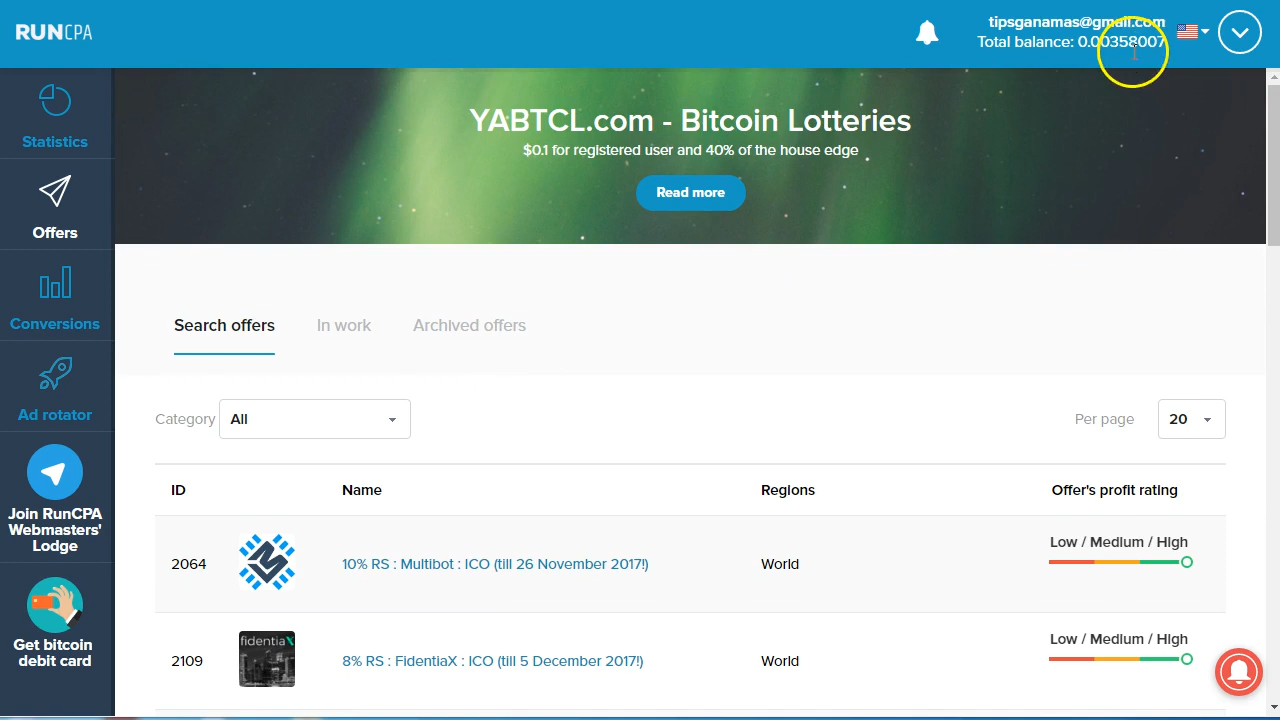 RUNCPA
tipsganamas@gmail.com
Total balance: 0.00358007
Statistics
Offers
Conversions
Ad rotator
Join RunCPA
Webmasters'
Lodge
Get bitcoin
debit card
YABTCL.com - Bitcoin Lotteries
$0.1 for registered user and 40% of the house edge
Read more
Search offers
In work
Archived offers
Category All
Per page 20
ID Name Regions Offer's profit rating
2064 10% RS : Multibot : ICO (till 26 November 2017!) World Low / Medium / High
fidentiaX
2109 8% RS : FidentiaX : ICO (till 5 December 2017!) World Low / Medium / High